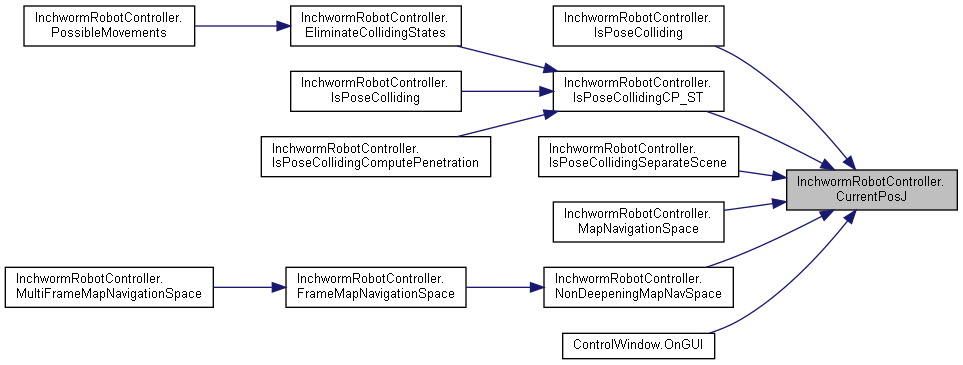 InchwormRobotController.
PossibleMovements
InchwormRobotController.
EliminateCollidingStates
InchwormRobotController.
IsPoseColliding
InchwormRobotController.
IsPoseColliding
InchwormRobotController.
IsPoseCollidingCP_ST
InchwormRobotController.
IsPoseCollidingComputePenetration
InchwormRobotController.
IsPoseCollidingSeparateScene
InchwormRobotController.
CurrentPosJ
InchwormRobotController.
MapNavigationSpace
InchwormRobotController.
MultiFrameMapNavigationSpace
InchwormRobotController.
FrameMapNavigationSpace
InchwormRobotController.
NonDeepeningMapNavSpace
ControlWindow.OnGUI